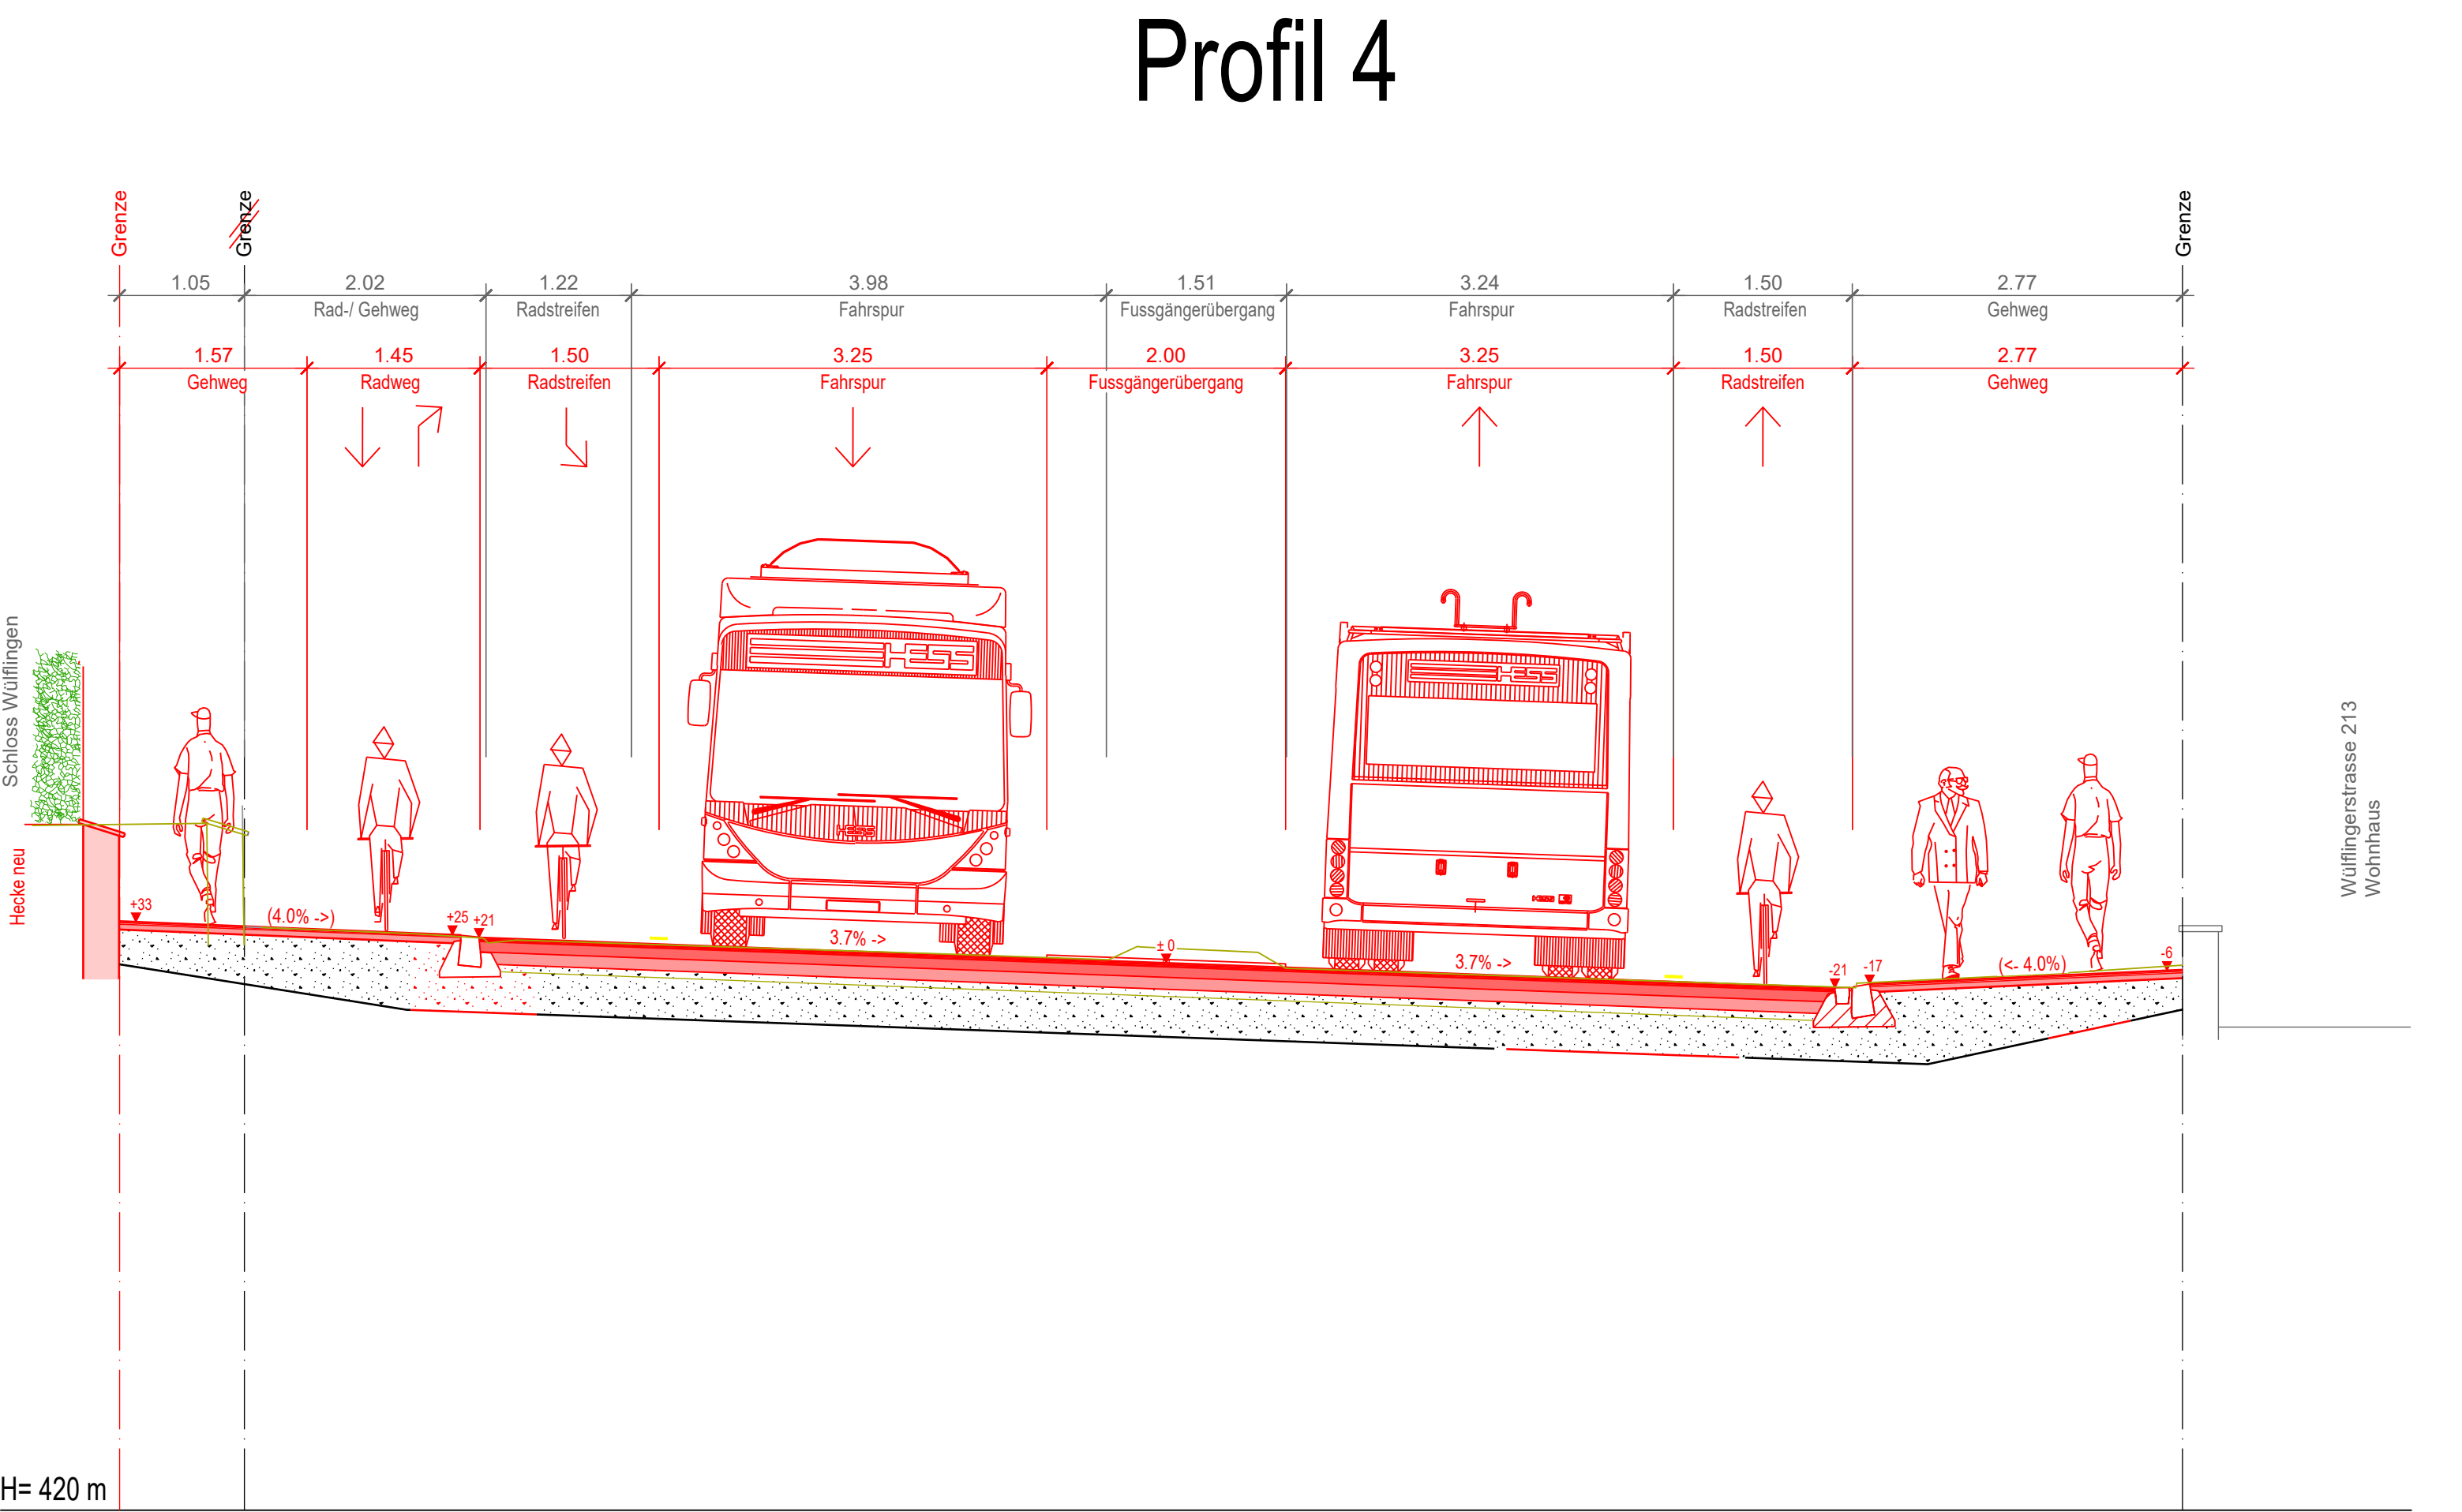 Profil 4
Grenze
Grenze
Grenze
1.05
2.02
1.22
3.98
1.51
3.24
1.50
2.77
Rad-/ Gehweg
Radstreifen
Fahrspur
Fussgängerübergang
Fahrspur
Radstreifen
Gehweg
1.57
1.45
1.50
3.25
2.00
3.25
1.50
2.77
Gehweg
Radweg
Radstreifen
Fahrspur
Fussgängerübergang
Fahrspur
Radstreifen
Gehweg
Schloss Wülflingen
Hecke neu
HESS
HESS
HESS
HESS
Wülflingerstrasse 213
Wohnhaus
+33
(4.0% ->)
+25
+21
3.7% ->
± 0
3.7% ->
-21
-17
(<- 4.0%)
-6
H= 420 m